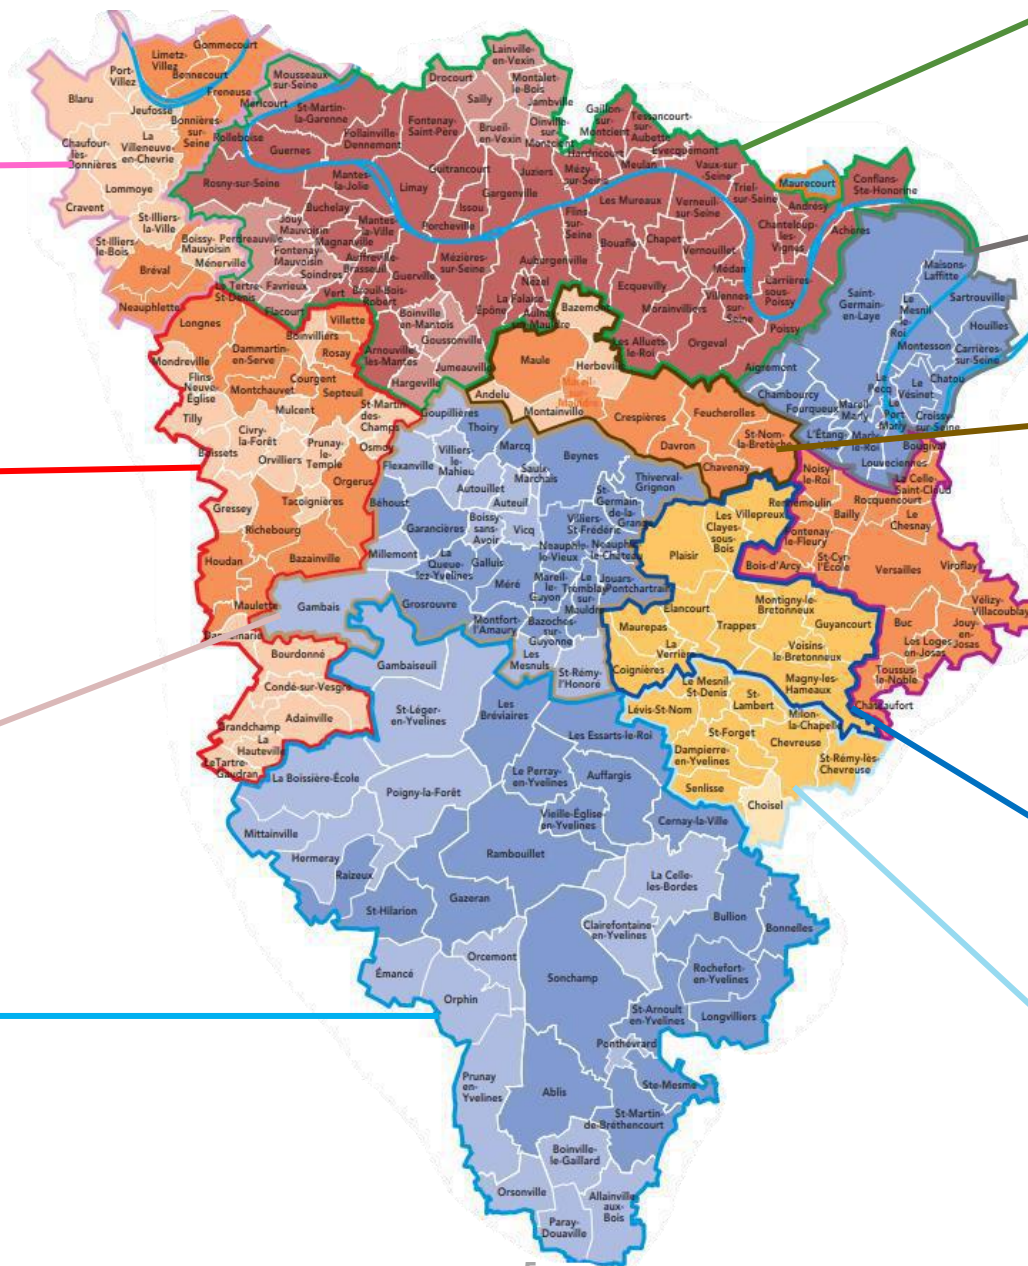 Gommecourt
Limetz-
Villez
Bennecourt
Port-
Villez
Blaru
Jeufosse
Freneuse
Bonnières-
sur-
Seine
La
Villeneuve-
en-Chevrie
Chaufour-
lès-
Bonnières
Lommoye
Cravent
St-Illiers-
la-Ville
St-Illiers-
le-Bois
Boissy-
Mauvoisin
Ménerville
Bréval
Neauphlette
Perdreauville
Mousseaux
sur-Seine
Méricourt
Rolleboise
St-Martin-
la-Garenne
Guernes
Follainville-
Dennemont
Fontenay-
Saint-Père
Drocourt
Lainville-
en-Vexin
Sailly
Montalet-
le-Bois
Jambville
Brueil-
en-Vexin
Oinville-
sur-
Montcient
Gaillon-
sur-
Montcient
Tessancourt-
sur-
Aubette
Hardricourt
Evecquemont
Meulan
Mézy-
sur-Seine
Vaux-sur-
Seine
Juziers
Guitrancourt
Gargenville
Issou
Limay
Porcheville
Mantes-
la-Jolie
Rosny-sur-Seine
Buchelay
Mantes-
la-Ville
Jouy-
Mauvoisin
Fontenay-
Mauvoisin
Magnanville
Auffreville-
Brasseuil
Soindres
Favrieux
Vert
Le Tertre-
St-Denis
Flacourt
Breuil-Bois-
Robert
Guerville
Mézières-
sur-Seine
Boinville
en-Mantois
Goussonville
Arnouville
les-Mantes
Hargeville
Jumeauville
Épône
Aubergenville
Nézel
La Falaise
Aulnay
sur-Mauldre
Flins
sur-
Seine
Les Mureaux
Bouafle
Chapet
Ecquevilly
Verneuil-
sur-Seine
Vernouillet
Triel-
sur-Seine
Médan
Villennes-
sur-
Seine
Morainvilliers
Orgeval
Les Alluets-
le-Roi
Chanteloup-
les-
Vignes
Andrésy
Maurecourt
Conflans-
Ste-Honorine
Carrières-
sous-
Poissy
Poissy
Achères
Maisons-
Laffitte
Saint-
Germain-
en-Laye
Le
Mesnil
le-
Roi
Sartrouville
Houilles
Montesson
Carrières-
sur-Seine
Chatou
Le
Vésinet
Le
Pecq
Le
Port
Marly
Croissy-
sur-Seine
Aigremont
Chambourcy
Fourqueux
Mareil-
Marly
L'Étang-
Marly-
le-Roi
Bougival
Louveciennes
Bazemont
Maule
Herbeville
Mareil-
Andelu
Montainville
Crespières
Feucherolles
Davron
St-Nom-
la-Bretèche
Chavenay
Longnes
Villette
Boinvilliers
Rosay
Mondreville
Dammartin-
en-Serve
Flins-
Neuve-
Église
Montchauvet
Courgent
Septeuil
Tilly
Mulcent
St-Martin
des-
Champs
Civry-
la-Forêt
Prunay-
le-
Temple
Osmoy
Boissets
Orvilliers
Orgerus
Gressey
Tacoignières
Richebourg
Houdan
Bazainville
Maulette
Gambais
Bourdonné
Condé-sur-Vesgre
Adainville
Grandchamp
La
Hauteville
Le Tartre-
Gaudran
Goupillières
Thoiry
Marcq
Beynes
Flexanville
Villiers-
le-
Mahieu
Saulx-
Marchais
Thiverval-
Grignon
Autouillet
Auteuil
St-
Germain-
de-la-
Grange
Béhoust
Garancières
Boissy-
sans-
Avoir
Vicq
Villiers-
St-Frédéric
Neauphle-
le-Vieux
Neauphle-
le-Château
Millemont
La
Queue-
lez-Yvelines
Galluis
Méré
Mareil-
le-
Guyon
Le
Tremblay
sur-
Mauldre
Jouars-
Pontchartrain
Grosrouvre
Montfort-
l'Amaury
Bazoches-
sur-
Guyonne
Les
Mesnuls
St-Rémy-
l'Honoré
Les
Clayes-
sous-
Bois
Villepreux
Plaisir
Élancourt
Maurepas
Trappes
Montigny-le-
Bretonneux
Guyancourt
La
Verrière
Voisins-
le-Bretonneux
Coignières
Magny-les-
Hameaux
Noisy-
le-Roi
Rennemoulin
Bailly
Rocquencourt
La Celle-
Saint-Cloud
Le
Chesnay
Fontenay-
le-Fleury
St-Cyr-
l'École
Bois-d'Arcy
Versailles
Viroflay
Vélizy-
Villacoublay
Buc
Jouy-
en-
Josas
Les Loges-
en-Josas
Toussus-
le-Noble
Châteaufort
Le Mesnil-
St-Denis
Lévis-St-Nom
St-
Lambert
Milon-
la-Chapelle
St-Forget
Dampierre-
en-Yvelines
Chevreuse
St-Rémy-lès-
Chevreuse
Senlisse
Choisel
Gambaiseuil
St-Léger-
en-Yvelines
Les
Bréviaires
Les Essarts-le-Roi
Le Perray-
en-Yvelines
Auffargis
La Boissière-École
Poigny-la-Forêt
Vieille-Église-
en-Yvelines
Cernay-la-Ville
Mittainville
Hermeray
Raizeux
Rambouillet
La Celle-
les-Bordes
St-Hilarion
Gazeran
Clairefontaine-
en-Yvelines
Bullion
Bonnelles
Émancé
Orcemont
Sonchamp
Rochefort-
en-Yvelines
Orphin
St-Arnoult
en-Yvelines
Longvilliers
Ponthévrard
Prunay
en-
Yvelines
Ablis
Ste-Mesme
St-Martin-
de-Bréthencourt
Boinville-
le-Gaillard
Orsonville
Allainville
aux-
Bois
Paray-
Douaville